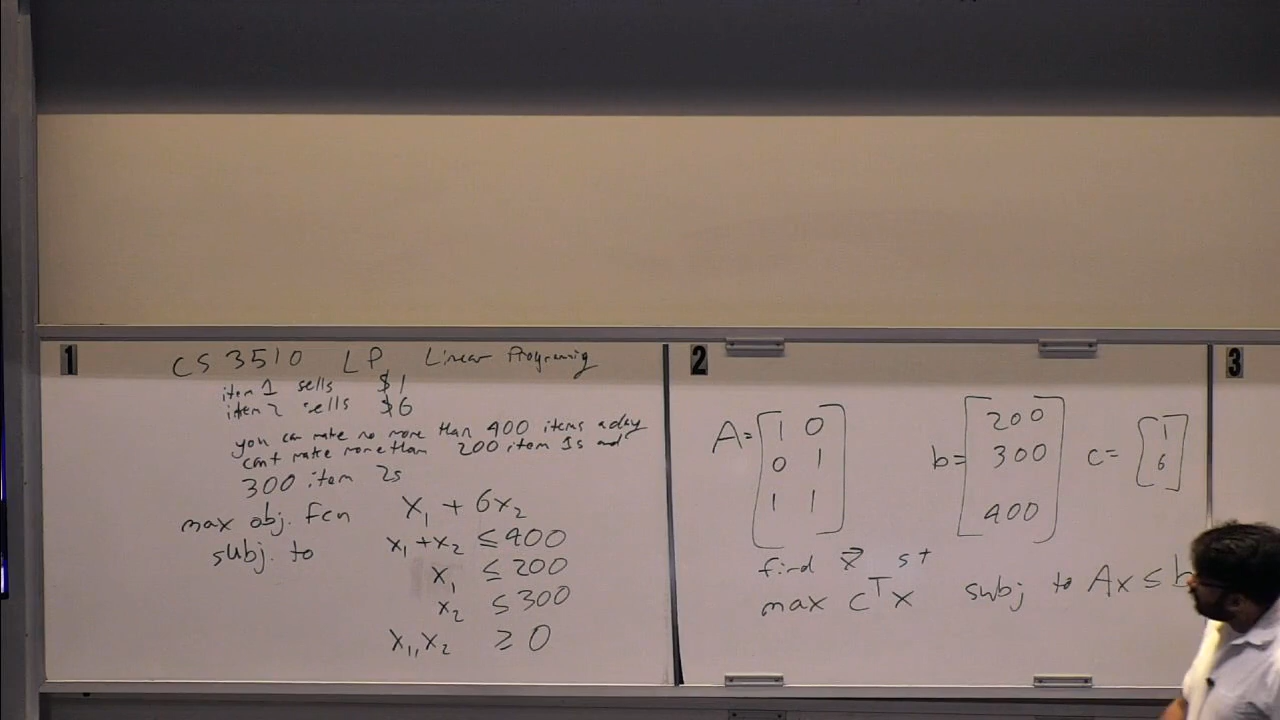 1
CS 3510 LP Linear Programing
item 1 sells $1
item 2 sells $6
you can make no more than 400 items a day
cant make more than 200 item 1s and
300 item 2s
max obj. fcn x₁ + 6x₂
subj. to x₁ + x₂ ≤ 400
x₁ ≤ 200
x₂ ≤ 300
x₁, x₂ ≥ 0
2
A = [1 0
0 1
1 1]
b = [200
300
400]
c = [1
6]
find x⃗ st
max cᵀx subj to Ax ≤ b
3